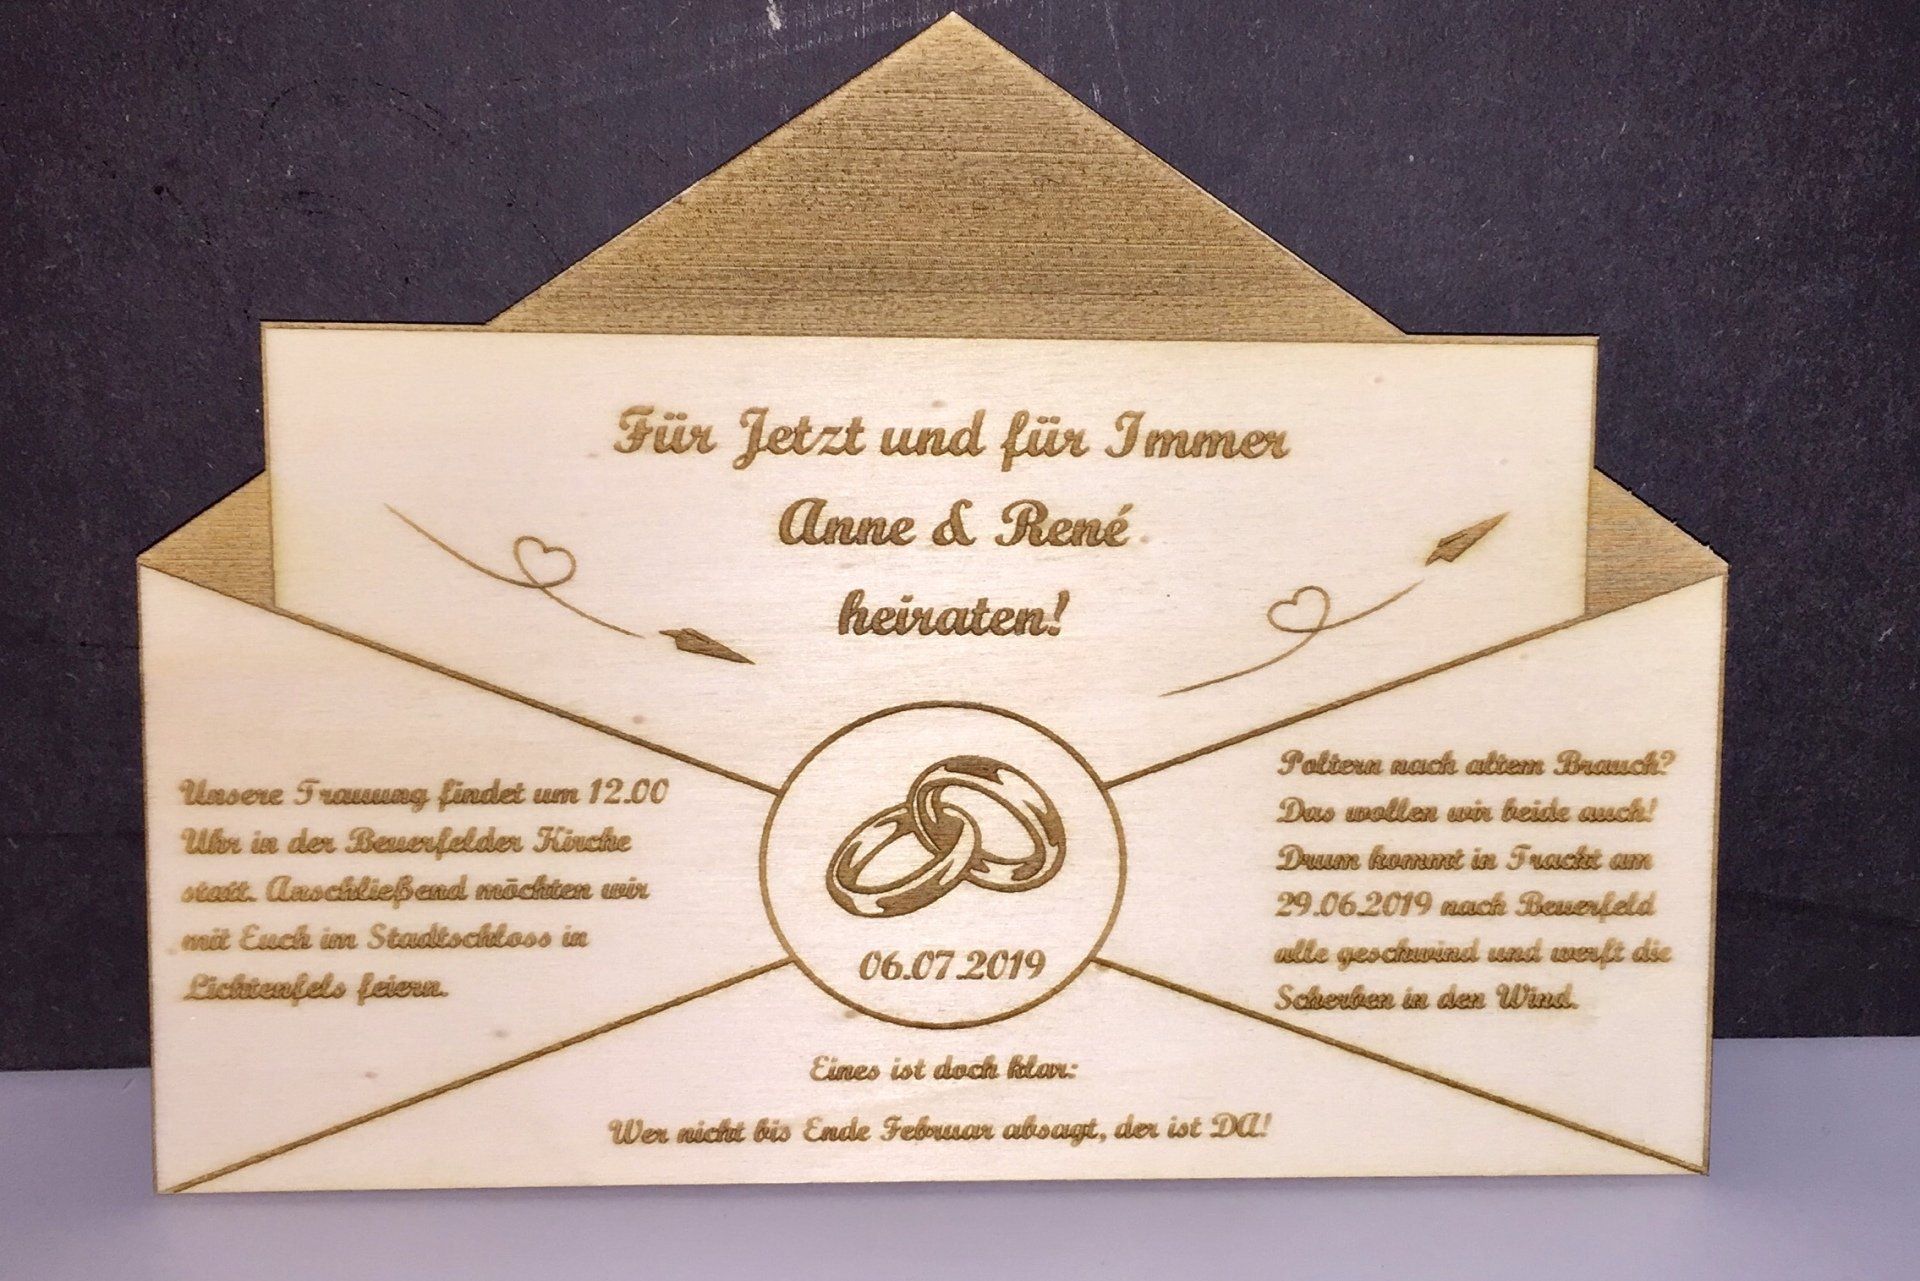 Für Jetzt und für Immer
Anne & René
heiraten!
Unsere Trauung findet um 12.00
Uhr in der Beuerfelder Kirche
statt. Anschließend möchten wir
mit Euch im Stadtschloss in
Lichtenfels feiern.
06.07.2019
Poltern nach altem Brauch?
Das wollen wir beide auch!
Drum kommt in Tracht am
29.06.2019 nach Beuerfeld
alle geschwind und werft die
Scherben in den Wind.
Eines ist doch klar:
Wer nicht bis Ende Februar absagt, der ist DA!